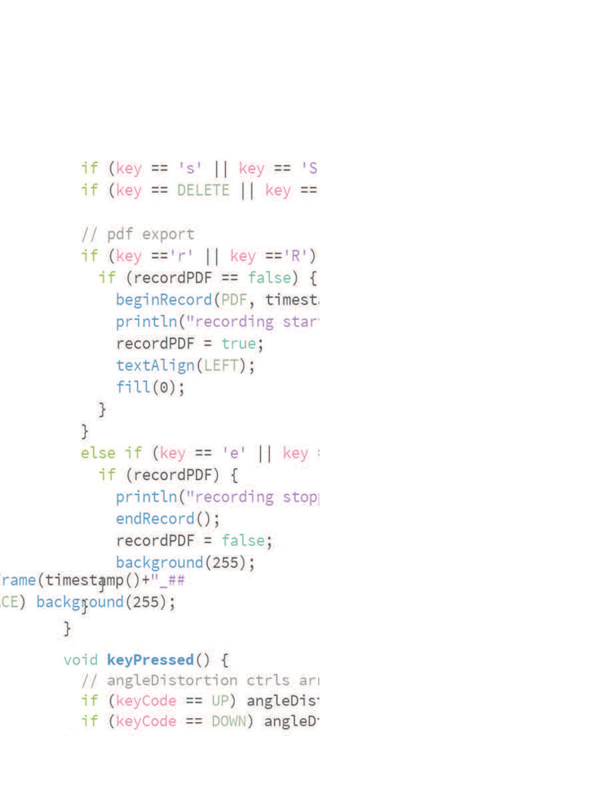 if (key == 's' || key == 'S
if (key == DELETE || key ==
// pdf export
if (key =='r' || key =='R')
if (recordPDF == false) {
beginRecord(PDF, timest
println("recording star
recordPDF = true;
textAlign(LEFT);
fill(0);
}
}
else if (key == 'e' || key
if (recordPDF) {
println("recording stop
endRecord();
recordPDF = false;
background(255);
}
rame(timestamp()+"_##
}
CE) background(255);
}
void keyPressed() {
// angleDistortion ctrls arr
if (keyCode == UP) angleDis
if (keyCode == DOWN) angleD